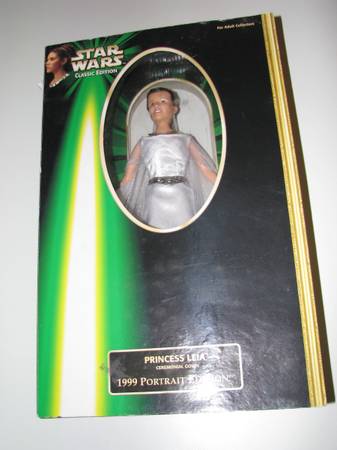 For Adult Collectors
STAR
WARS
CLASSIC EDITION
PRINCESS LEIA
CEREMONIAL GOWN
1999 PORTRAIT EDITION